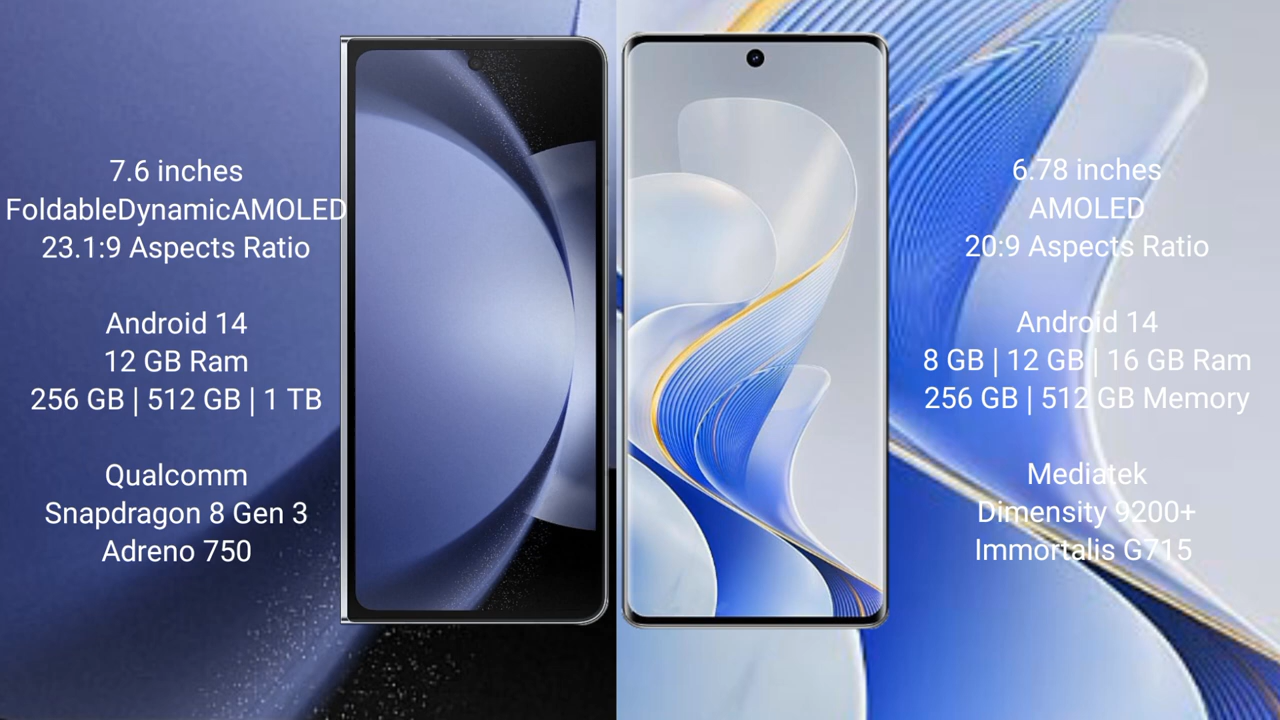 7.6 inches
FoldableDynamicAMOLED
23.1:9 Aspects Ratio
Android 14
12 GB Ram
256 GB | 512 GB | 1 TB
Qualcomm
Snapdragon 8 Gen 3
Adreno 750
6.78 inches
AMOLED
20:9 Aspects Ratio
Android 14
8 GB | 12 GB | 16 GB Ram
256 GB | 512 GB Memory
Mediatek
Dimensity 9200+
Immortalis G715